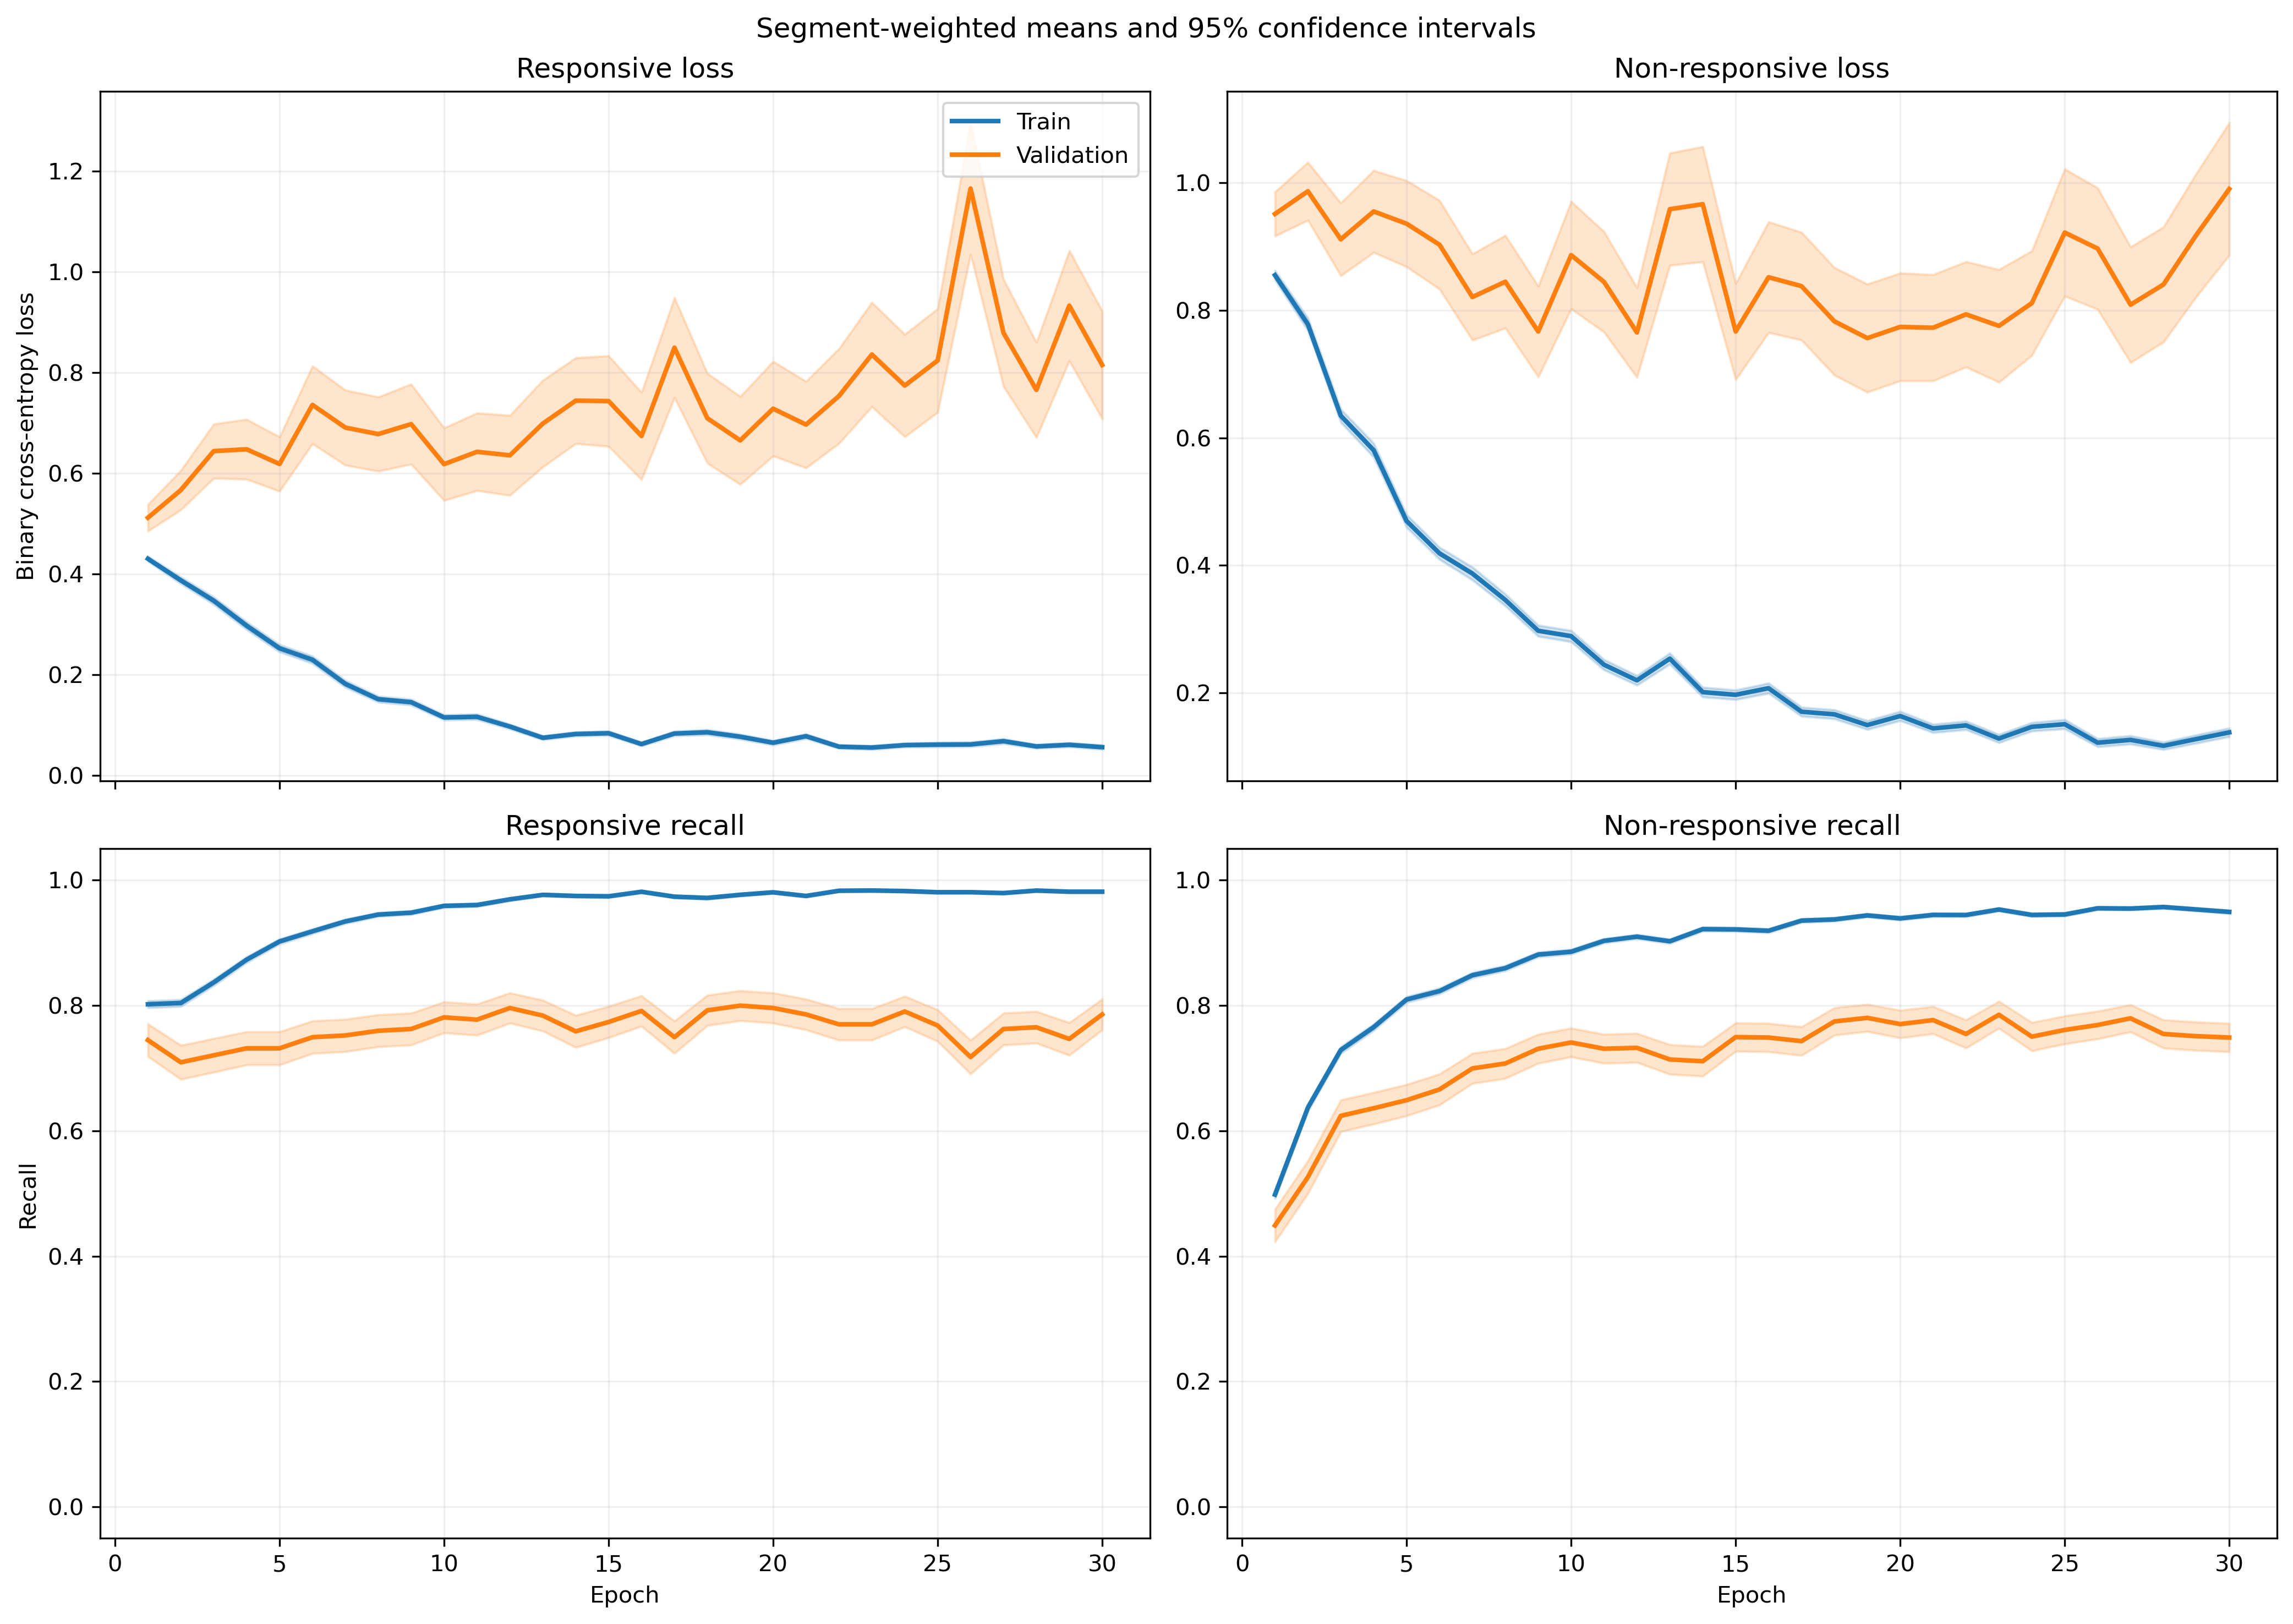 Segment-weighted means and 95% confidence intervals
Responsive loss
Non-responsive loss
Train
Validation
Binary cross-entropy loss
1.2
1.0
0.8
0.6
0.4
0.2
0.0
1.0
0.8
0.6
0.4
0.2
Responsive recall
Non-responsive recall
Recall
1.0
0.8
0.6
0.4
0.2
0.0
1.0
0.8
0.6
0.4
0.2
0.0
0 5 10 15 20 25 30
0 5 10 15 20 25 30
Epoch
Epoch